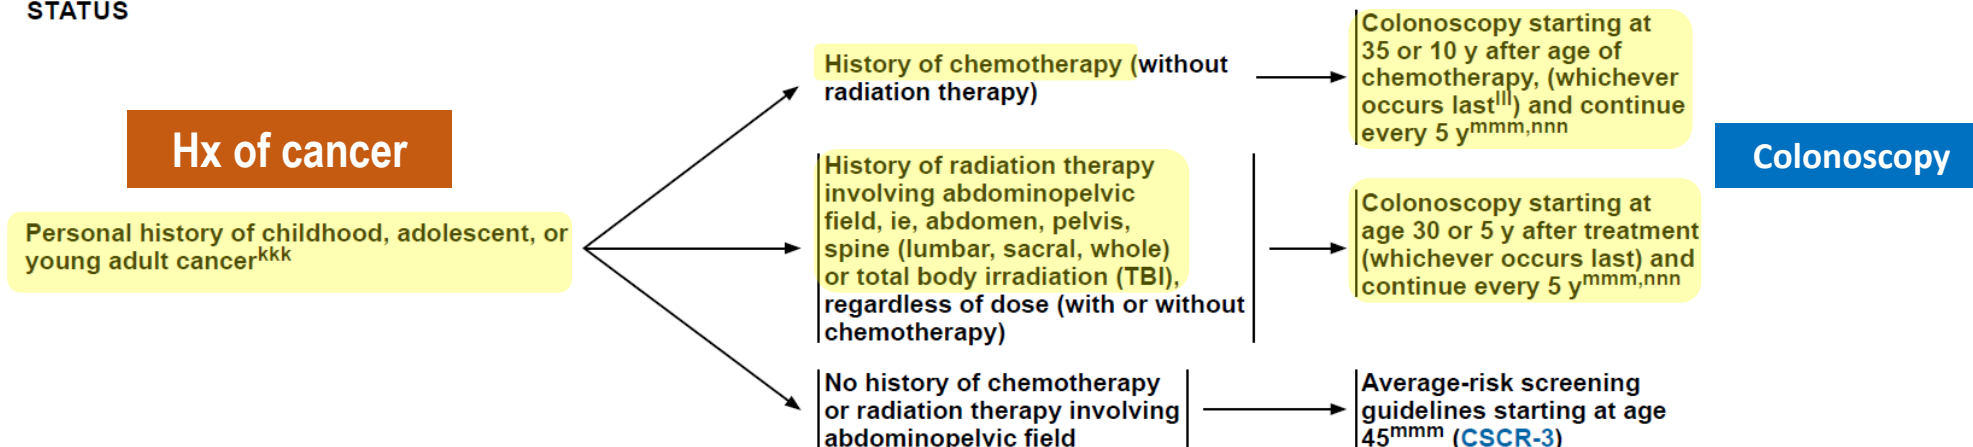 STATUS
Hx of cancer
Personal history of childhood, adolescent, or
young adult cancerkkk
History of chemotherapy (without
radiation therapy)
Colonoscopy starting at
35 or 10 y after age of
chemotherapy, (whichever
occurs lastlll) and continue
every 5 ymmm,nnn
History of radiation therapy
involving abdominopelvic
field, ie, abdomen, pelvis,
spine (lumbar, sacral, whole)
or total body irradiation (TBI),
regardless of dose (with or without
chemotherapy)
Colonoscopy starting at
age 30 or 5 y after treatment
(whichever occurs last) and
continue every 5 ymmm,nnn
No history of chemotherapy
or radiation therapy involving
abdominopelvic field
Average-risk screening
guidelines starting at age
45mmm (CSCR-3)
Colonoscopy